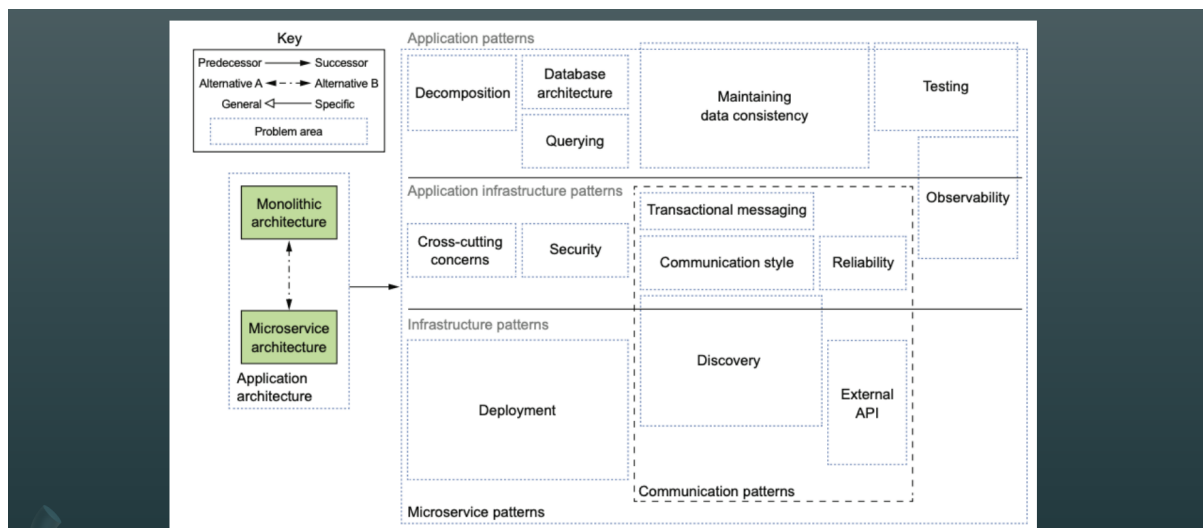 Key
Predecessor Successor
Alternative A Alternative B
General Specific
Problem area
Monolithic
architecture
Microservice
architecture
Application
architecture
Application patterns
Decomposition
Database
architecture
Querying
Maintaining
data consistency
Testing
Observability
Application infrastructure patterns
Cross-cutting
concerns
Security
Transactional messaging
Communication style
Reliability
Infrastructure patterns
Deployment
Discovery
External
API
Communication patterns
Microservice patterns